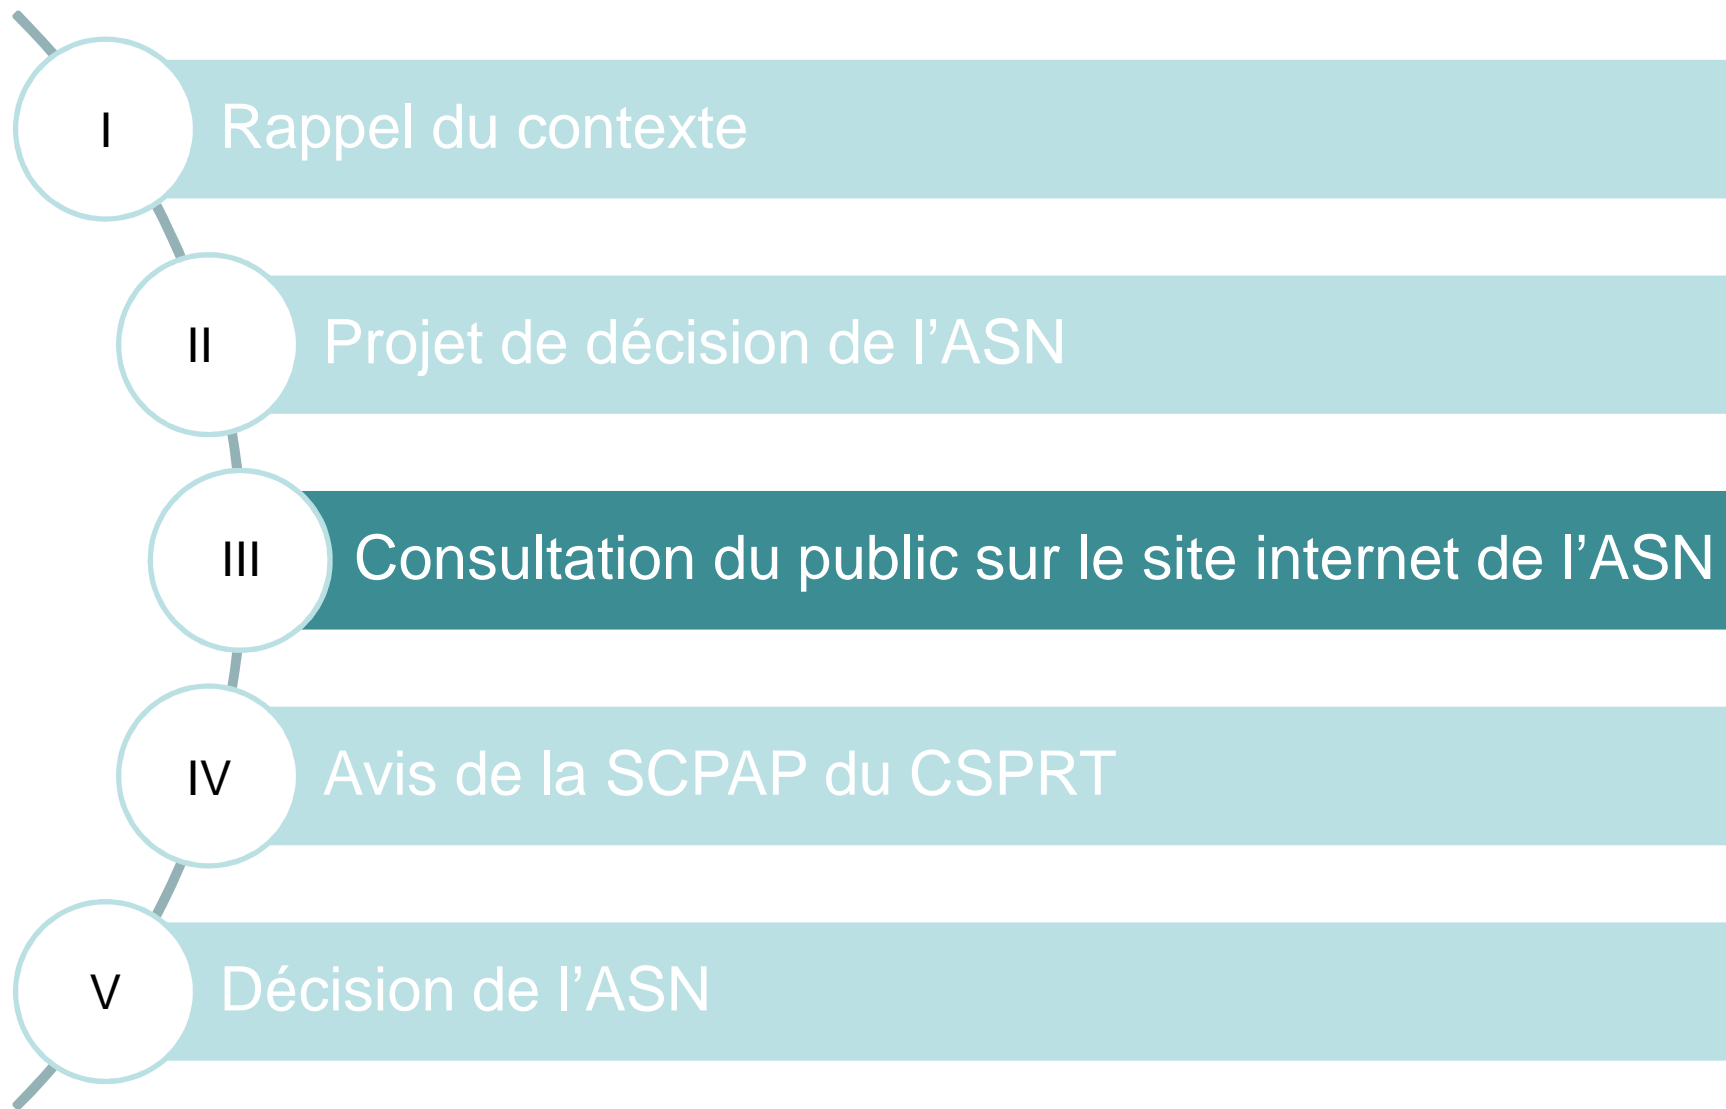 I
Rappel du contexte
II
Projet de décision de l’ASN
III
Consultation du public sur le site internet de l’ASN
IV
Avis de la SCPAP du CSPRT
V
Décision de l’ASN